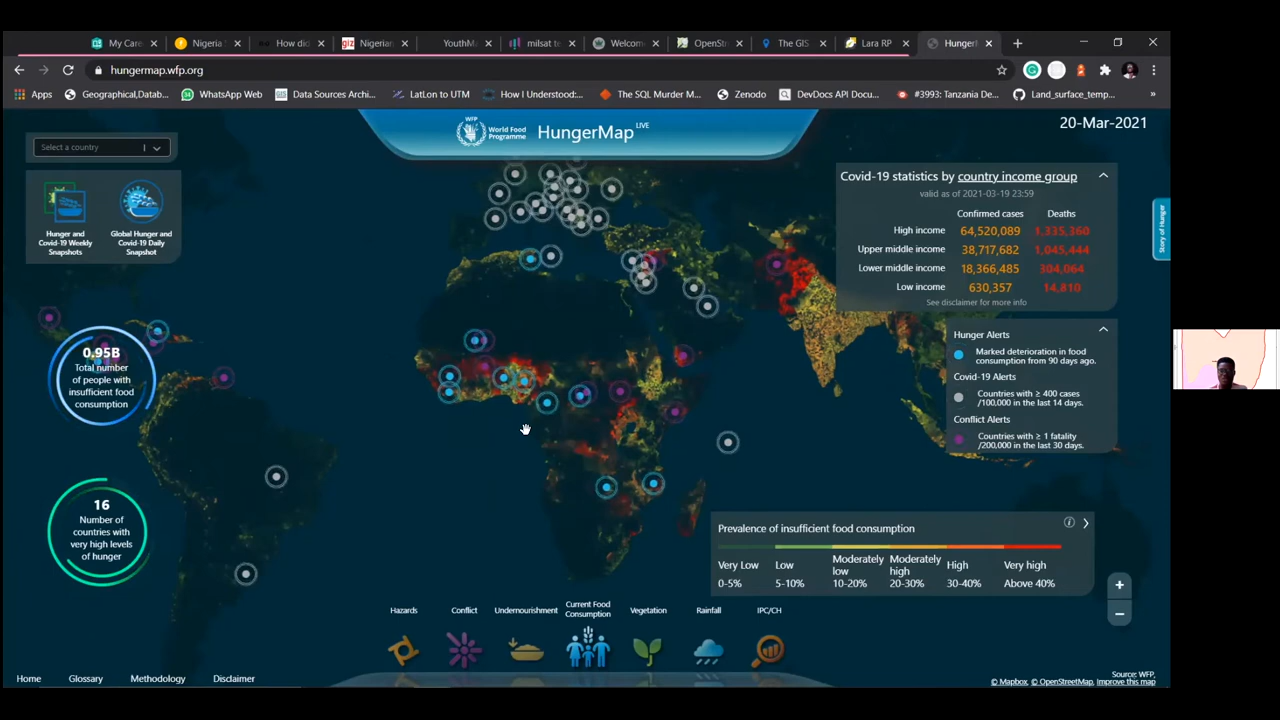 My Care
Nigeria
How did
giz
Nigerian
YouthMa
milsat te
Welcom
OpenStr
The GIS
Lara RP
Hunger
hungermap.wfp.org
Apps
Geographical,Datab...
WhatsApp Web
Data Sources Archi...
LatLon to UTM
How I Understood:...
The SQL Murder M...
Zenodo
DevDocs API Docu...
#3993: Tanzania De...
Land_surface_temp...
»
WFP
World Food
Programme
HungerMap LIVE
20-Mar-2021
Select a country
Hunger and
Covid-19 Weekly
Snapshots
Global Hunger and
Covid-19 Daily
Snapshot
Covid-19 statistics by country income group
valid as of 2021-03-19 23:59
Confirmed cases Deaths
High income 64,520,089 1,335,360
Upper middle income 38,717,682 1,045,444
Lower middle income 18,366,485 304,064
Low income 630,357 14,810
See disclaimer for more info
Story of Hunger
Hunger Alerts
Marked deterioration in food
consumption from 90 days ago.
Covid-19 Alerts
Countries with ≥ 400 cases
/100,000 in the last 14 days.
Conflict Alerts
Countries with ≥ 1 fatality
/200,000 in the last 30 days.
0.95B
Total number
of people with
insufficient food
consumption
16
Number of
countries with
very high levels
of hunger
Prevalence of insufficient food consumption
Very Low
0-5%
Low
5-10%
Moderately
low
10-20%
Moderately
high
20-30%
High
30-40%
Very high
Above 40%
+
−
Hazards
Conflict
Undernourishment
Current Food
Consumption
Vegetation
Rainfall
IPC/CH
Home
Glossary
Methodology
Disclaimer
Source: WFP,
© Mapbox, © OpenStreetMap, Improve this map